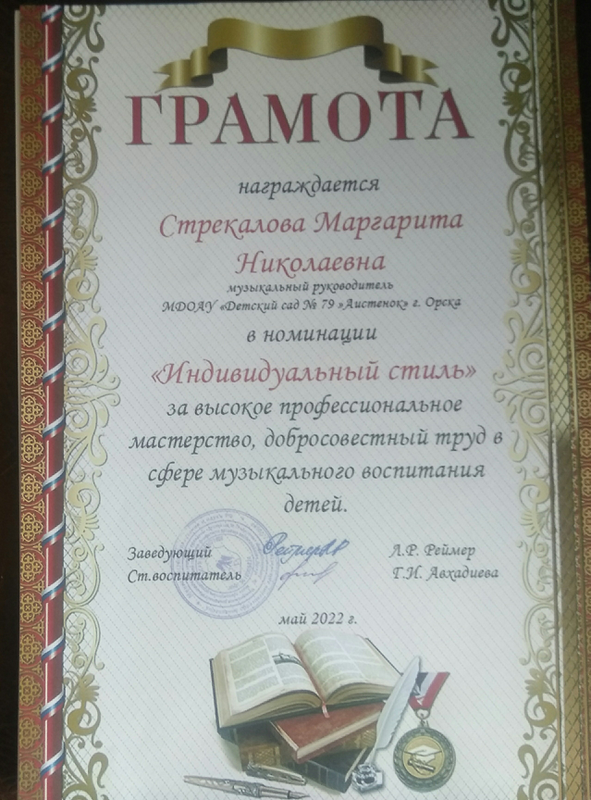 ГРАМОТА
награждается
Стрекалова Маргарита
Николаевна
музыкальный руководитель
МДОАУ «Детский сад № 79 »Аистенок» г. Орска
в номинации
«Индивидуальный стиль»
за высокое профессиональное
мастерство, добросовестный труд в
сфере музыкального воспитания
детей.
Заведующий Л.Р. Реймер
Ст.воспитатель Г.И. Авхадиева
май 2022 г.